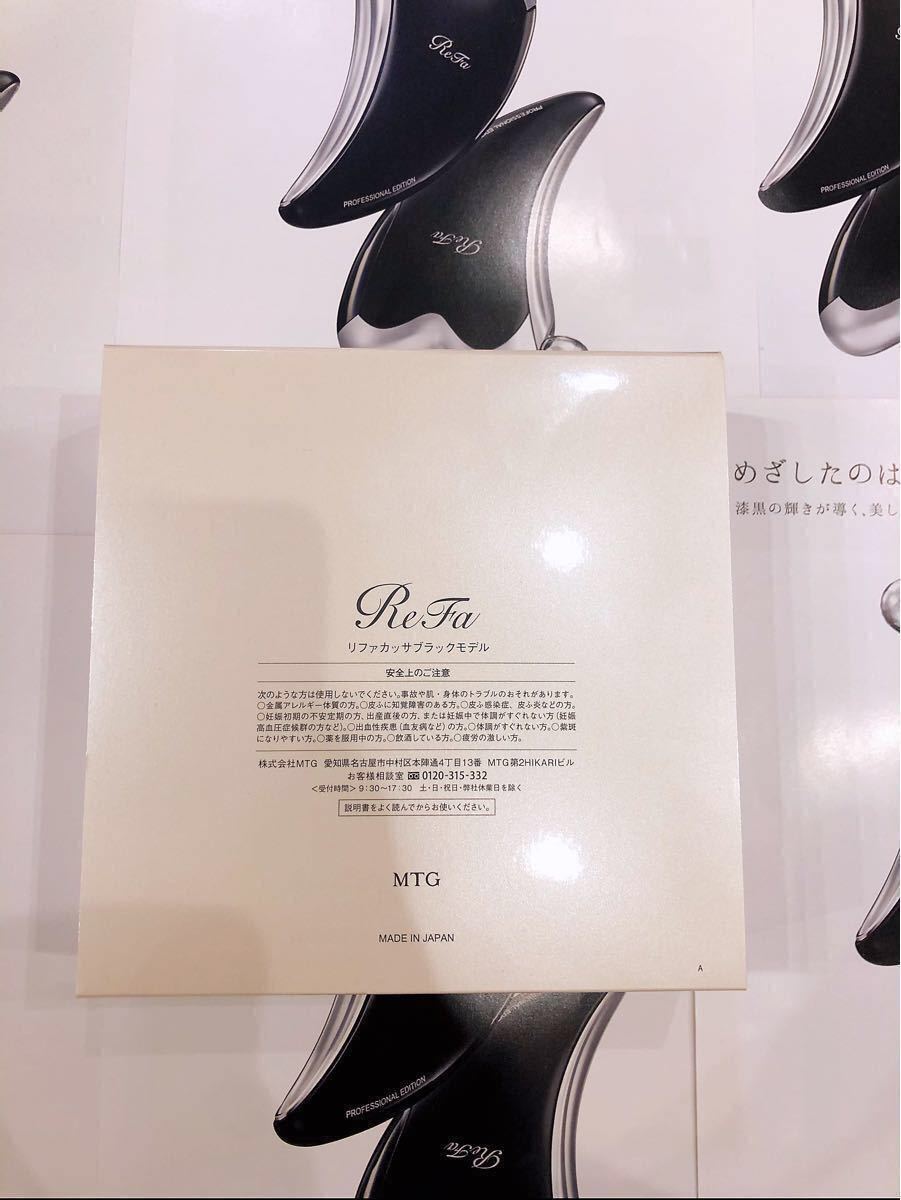 ReFa
PROFESSIONAL EDITION
PROFESSIONAL ED
ReFa
PROFESSIONAL EDITION
めざしたのは
漆黒の輝きが導く、美し
ReFa
リファカッサブラックモデル
安全上のご注意
次のような方は使用しないでください。事故や肌・身体のトラブルのおそれがあります。
○金属アレルギー体質の方。○皮ふに知覚障害のある方。○皮ふ感染症、皮ふ炎などの方。
○妊娠初期の不安定期の方、出産直後の方、または妊娠中で体調がすぐれない方(妊娠
高血圧症候群の方など)。○出血性疾患(血友病など)の方。○体調がすぐれない方。○紫斑
になりやすい方。○薬を服用中の方。○飲酒している方。○疲労の激しい方。
株式会社MTG 愛知県名古屋市中村区本陣通4丁目13番 MTG第2HIKARIビル
お客様相談室 0120-315-332
<受付時間> 9:30〜17:30 土・日・祝日・弊社休業日を除く
説明書をよく読んでからお使いください。
MTG
MADE IN JAPAN
A
PROFESSIONAL EDITION
ReFa